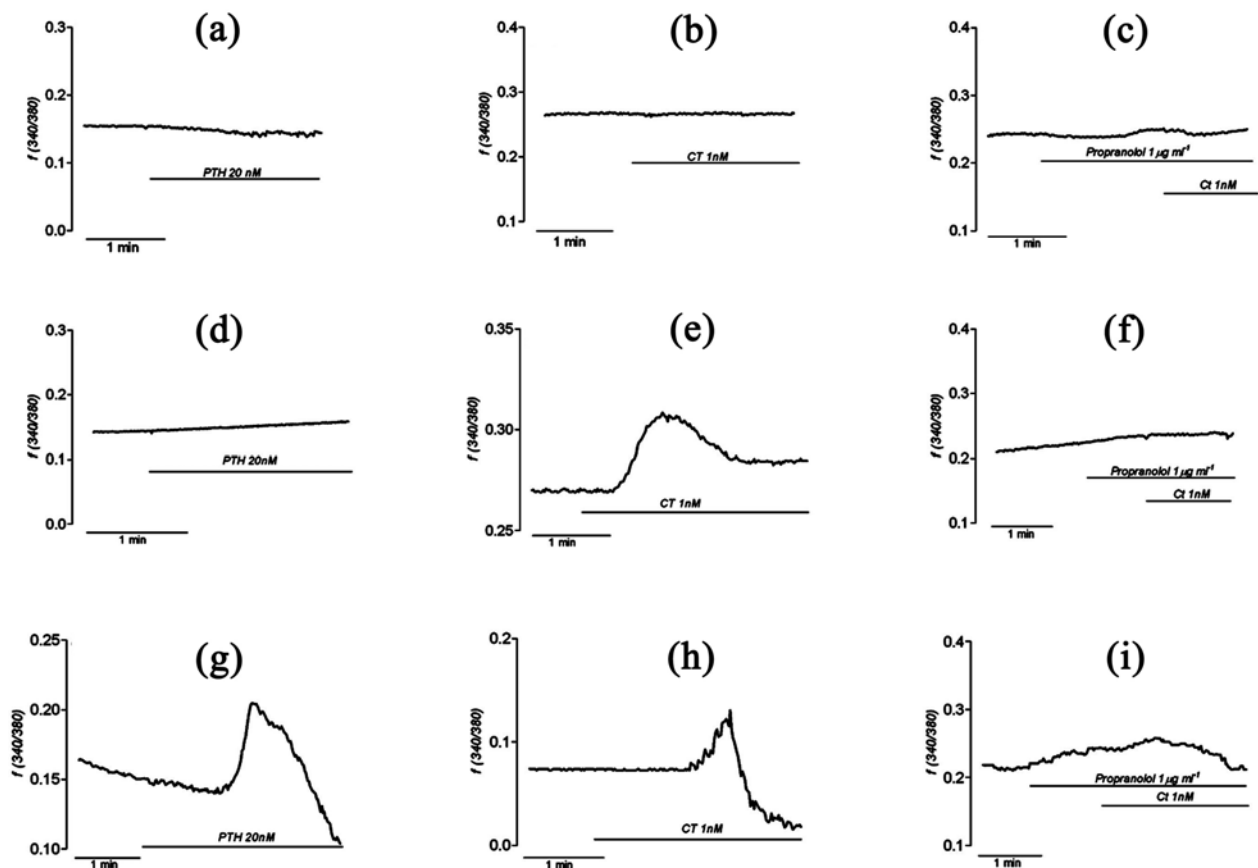 (a)
0.3
0.2
0.1
0.0
f (340/380)
PTH 20 nM
1 min
(b)
0.4
0.3
0.2
0.1
f (340/380)
CT 1nM
1 min
(c)
0.4
0.3
0.2
0.1
f (340/380)
Propranolol 1 µg ml⁻¹
Ct 1nM
1 min
(d)
0.3
0.2
0.1
0.0
f (340/380)
PTH 20nM
1 min
(e)
0.35
0.30
0.25
f (340/380)
CT 1nM
1 min
(f)
0.4
0.3
0.2
0.1
f (340/380)
Propranolol 1 µg ml⁻¹
Ct 1nM
1 min
(g)
0.25
0.20
0.15
0.10
f (340/380)
PTH 20nM
1 min
(h)
0.2
0.1
0.0
f (340/380)
CT 1nM
1 min
(i)
0.4
0.3
0.2
0.1
f (340/380)
Propranolol 1 µg ml⁻¹
Ct 1nM
1 min